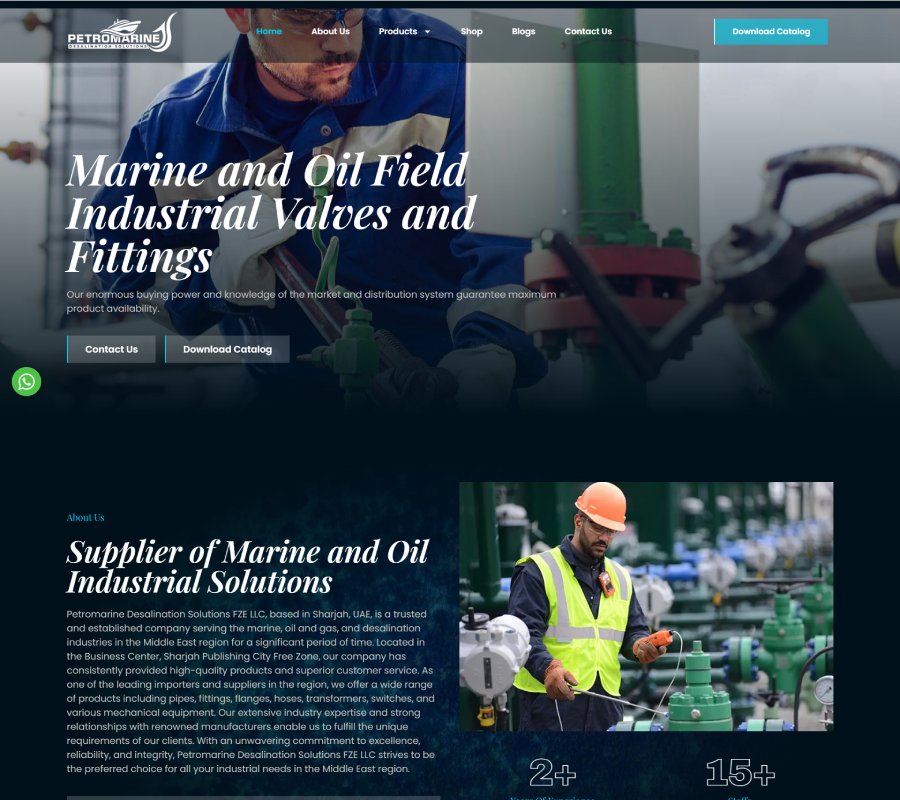 PETROMARINE
DESALINATION SOLUTIONS
Home
About Us
Products
Shop
Blogs
Contact Us
Download Catalog
Marine and Oil Field
Industrial Valves and
Fittings
Our enormous buying power and knowledge of the market and distribution system guarantee maximum
product availability.
Contact Us
Download Catalog
About Us
Supplier of Marine and Oil
Industrial Solutions
Petromarine Desalination Solutions FZE LLC, based in Sharjah, UAE, is a trusted
and established company serving the marine, oil and gas, and desalination
industries in the Middle East region for a significant period of time. Located in
the Business Center, Sharjah Publishing City Free Zone, our company has
consistently provided high-quality products and superior customer service. As
one of the leading importers and suppliers in the region, we offer a wide range
of products including pipes, fittings, flanges, hoses, transformers, switches, and
various mechanical equipment. Our extensive industry expertise and strong
relationships with renowned manufacturers enable us to fulfill the unique
requirements of our clients. With an unwavering commitment to excellence,
reliability, and integrity, Petromarine Desalination Solutions FZE LLC strives to be
the preferred choice for all your industrial needs in the Middle East region.
2+
15+
Years Of Experience